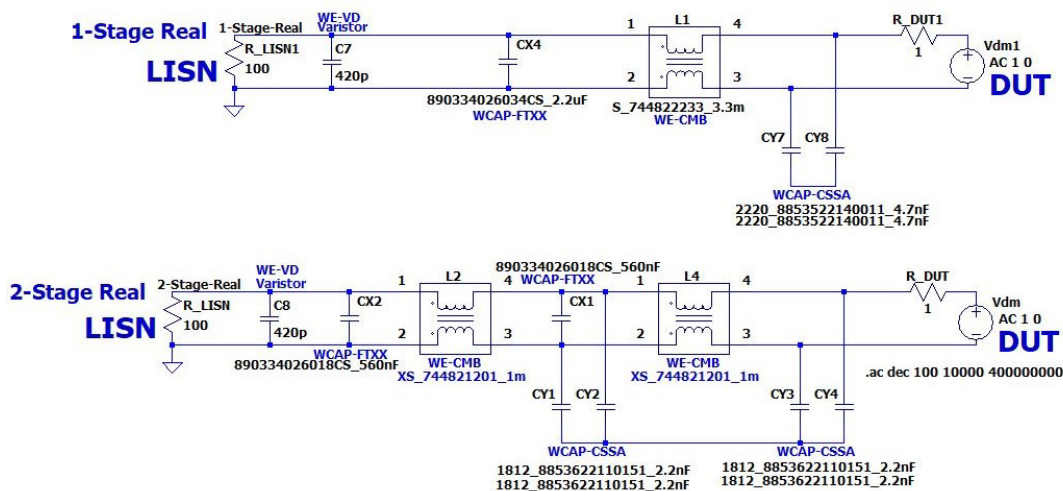 1-Stage Real
1-Stage-Real
WE-VD
Varistor
R_LISN1
100
LISN
C7
420p
CX4
890334026034CS_2.2uF
WCAP-FTXX
1
L1
4
2
3
S_744822233_3.3m
WE-CMB
CY7
CY8
WCAP-CSSA
2220_8853522140011_4.7nF
2220_8853522140011_4.7nF
R_DUT1
1
Vdm1
AC 1 0
DUT
2-Stage Real
2-Stage-Real
WE-VD
Varistor
R_LISN
100
LISN
C8
420p
CX2
WCAP-FTXX
890334026018CS_560nF
1
L2
4
2
3
WE-CMB
XS_744821201_1m
890334026018CS_560nF
WCAP-FTXX
CX1
1
L4
4
2
3
WE-CMB
XS_744821201_1m
CY1
CY2
WCAP-CSSA
1812_8853622110151_2.2nF
1812_8853622110151_2.2nF
CY3
CY4
WCAP-CSSA
1812_8853622110151_2.2nF
1812_8853622110151_2.2nF
R_DUT
1
Vdm
AC 1 0
DUT
.ac dec 100 10000 400000000